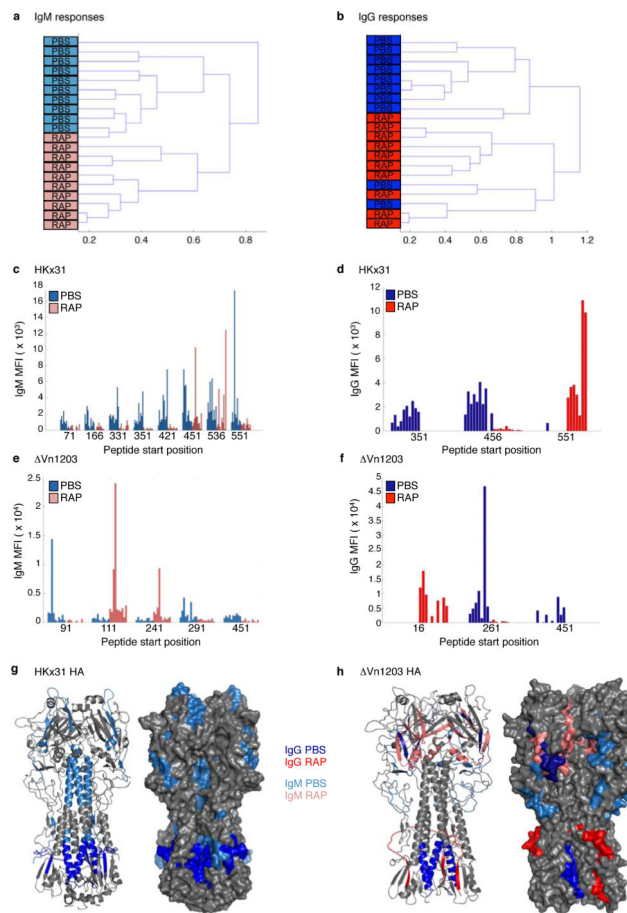 a IgM responses
PBS
PBS
PBS
PBS
PBS
PBS
PBS
PBS
PBS
PBS
RAP
RAP
RAP
RAP
RAP
RAP
RAP
RAP
RAP
RAP
0.2 0.4 0.6 0.8
b IgG responses
PBS
PBS
PBS
PBS
PBS
PBS
PBS
PBS
RAP
RAP
RAP
RAP
RAP
RAP
RAP
PBS
RAP
PBS
RAP
RAP
0.2 0.4 0.6 0.8 1 1.2
c HKx31
PBS
RAP
IgM MFI ( x 10³)
18
16
14
12
10
8
6
4
2
0
71 166 331 351 421 451 536 551
Peptide start position
d HKx31
PBS
RAP
IgG MFI ( x 10³)
12
10
8
6
4
2
0
351 456 551
Peptide start position
e ΔVn1203
PBS
RAP
IgM MFI ( x 10⁴)
2.5
2
1.5
1
0.5
0
91 111 241 291 451
Peptide start position
f ΔVn1203
PBS
RAP
IgG MFI ( x 10⁴)
5
4.5
4
3.5
3
2.5
2
1.5
1
0.5
0
16 261 451
Peptide start position
g HKx31 HA
IgG PBS
IgG RAP
IgM PBS
IgM RAP
h ΔVn1203 HA